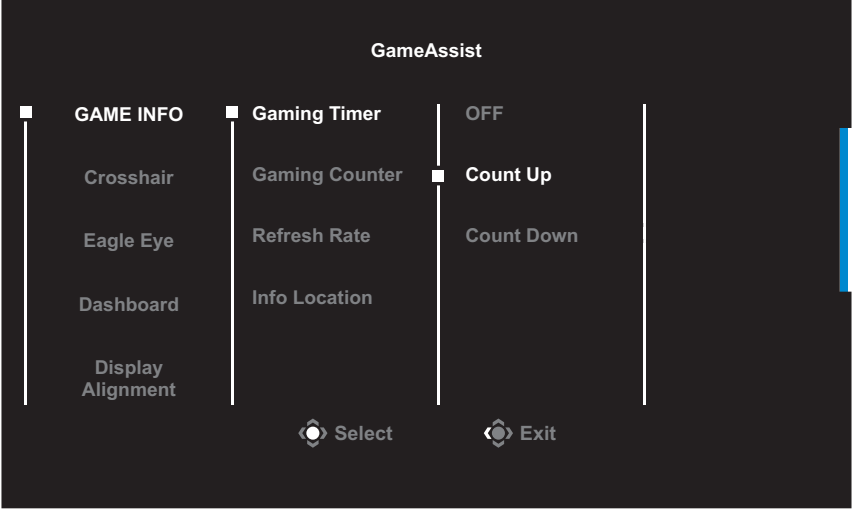 GameAssist
GAME INFO
Crosshair
Eagle Eye
Dashboard
Display
Alignment
Gaming Timer
Gaming Counter
Refresh Rate
Info Location
OFF
Count Up
Count Down
Select
Exit